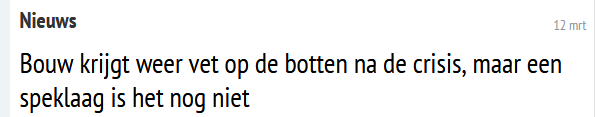 Nieuws
12 mrt
Bouw krijgt weer vet op de botten na de crisis, maar een
speklaag is het nog niet